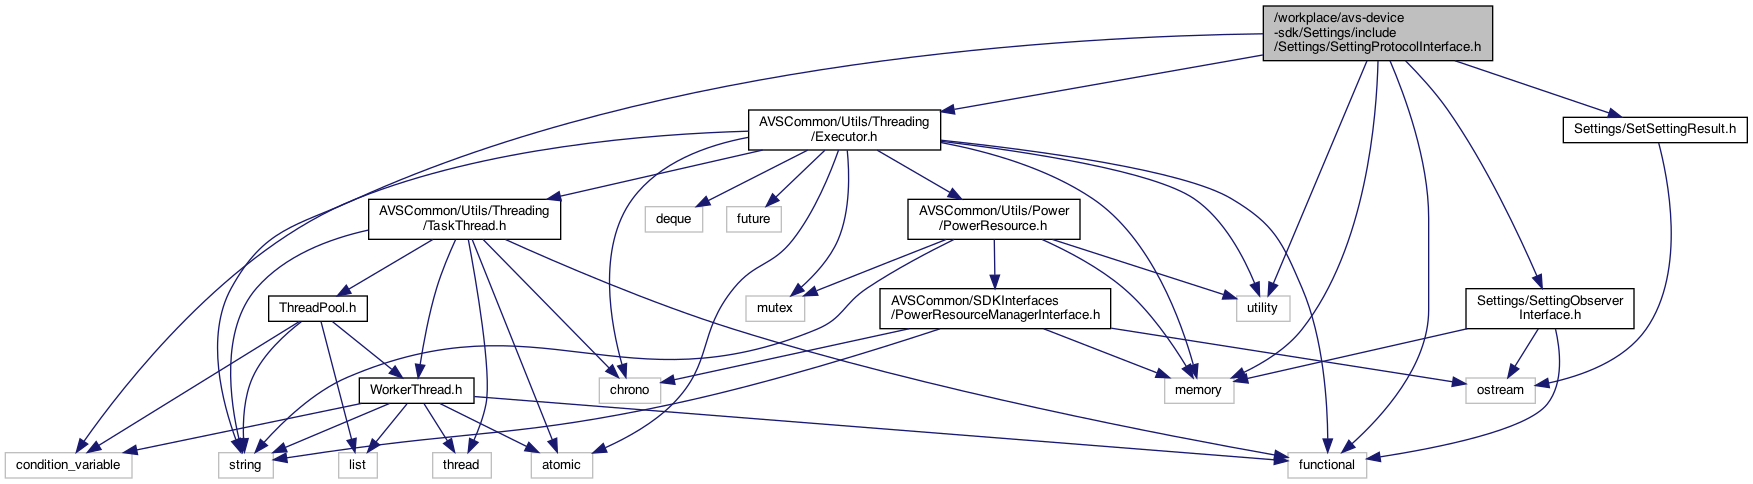 /workplace/avs-device
-sdk/Settings/include
/Settings/SettingProtocolInterface.h
AVSCommon/Utils/Threading
/Executor.h
Settings/SetSettingResult.h
AVSCommon/Utils/Threading
/TaskThread.h
deque
future
AVSCommon/Utils/Power
/PowerResource.h
ThreadPool.h
mutex
AVSCommon/SDKInterfaces
/PowerResourceManagerInterface.h
utility
Settings/SettingObserver
Interface.h
WorkerThread.h
chrono
memory
ostream
condition_variable
string
list
thread
atomic
functional